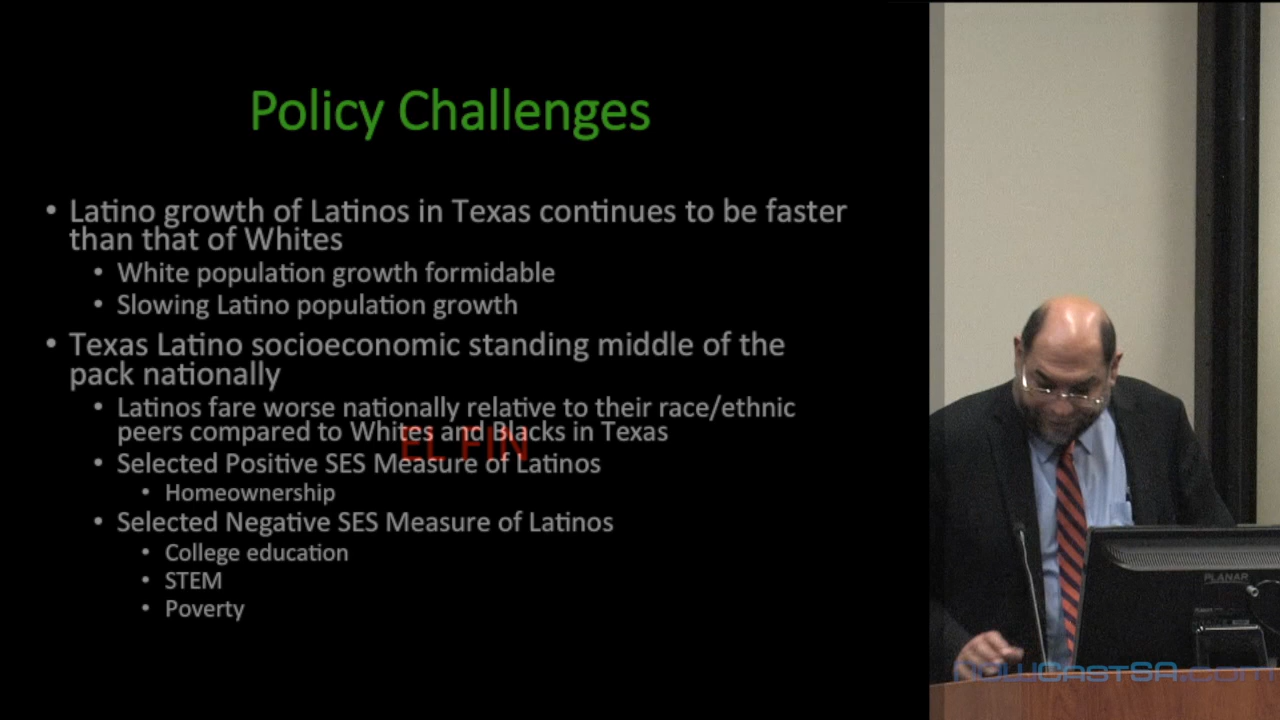 Policy Challenges
• Latino growth of Latinos in Texas continues to be faster
than that of Whites
• White population growth formidable
• Slowing Latino population growth
• Texas Latino socioeconomic standing middle of the
pack nationally
• Latinos fare worse nationally relative to their race/ethnic
peers compared to Whites and Blacks in Texas
EL FIN
• Selected Positive SES Measure of Latinos
• Homeownership
• Selected Negative SES Measure of Latinos
• College education
• STEM
• Poverty
PLANAR
NOWCastSA.com